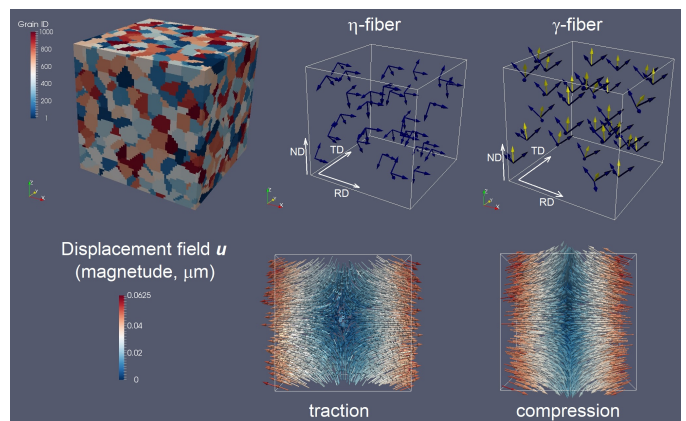 Grain ID
1000
800
600
400
200
1
z
x
η-fiber
ND
TD
RD
z
x
γ-fiber
ND
TD
RD
z
x
Displacement field u
(magnetude, μm)
0.0625
0.04
0.02
0
traction
compression